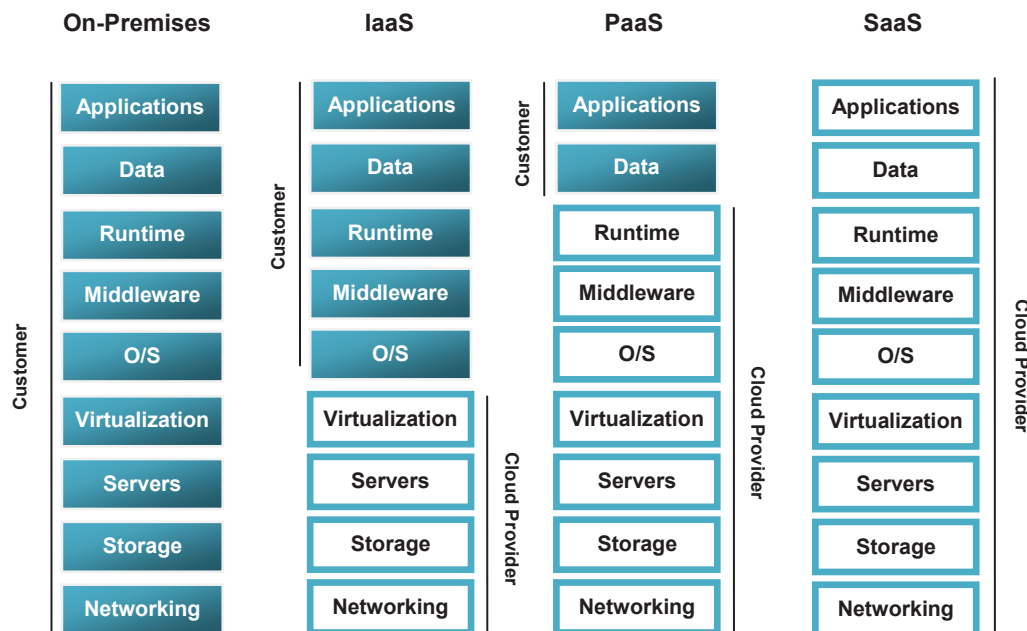 On-Premises
IaaS
PaaS
SaaS
Customer
Applications
Data
Runtime
Middleware
O/S
Virtualization
Servers
Storage
Networking
Customer
Applications
Data
Runtime
Middleware
O/S
Virtualization
Servers
Storage
Networking
Cloud Provider
Customer
Applications
Data
Runtime
Middleware
O/S
Virtualization
Servers
Storage
Networking
Cloud Provider
Applications
Data
Runtime
Middleware
O/S
Virtualization
Servers
Storage
Networking
Cloud Provider